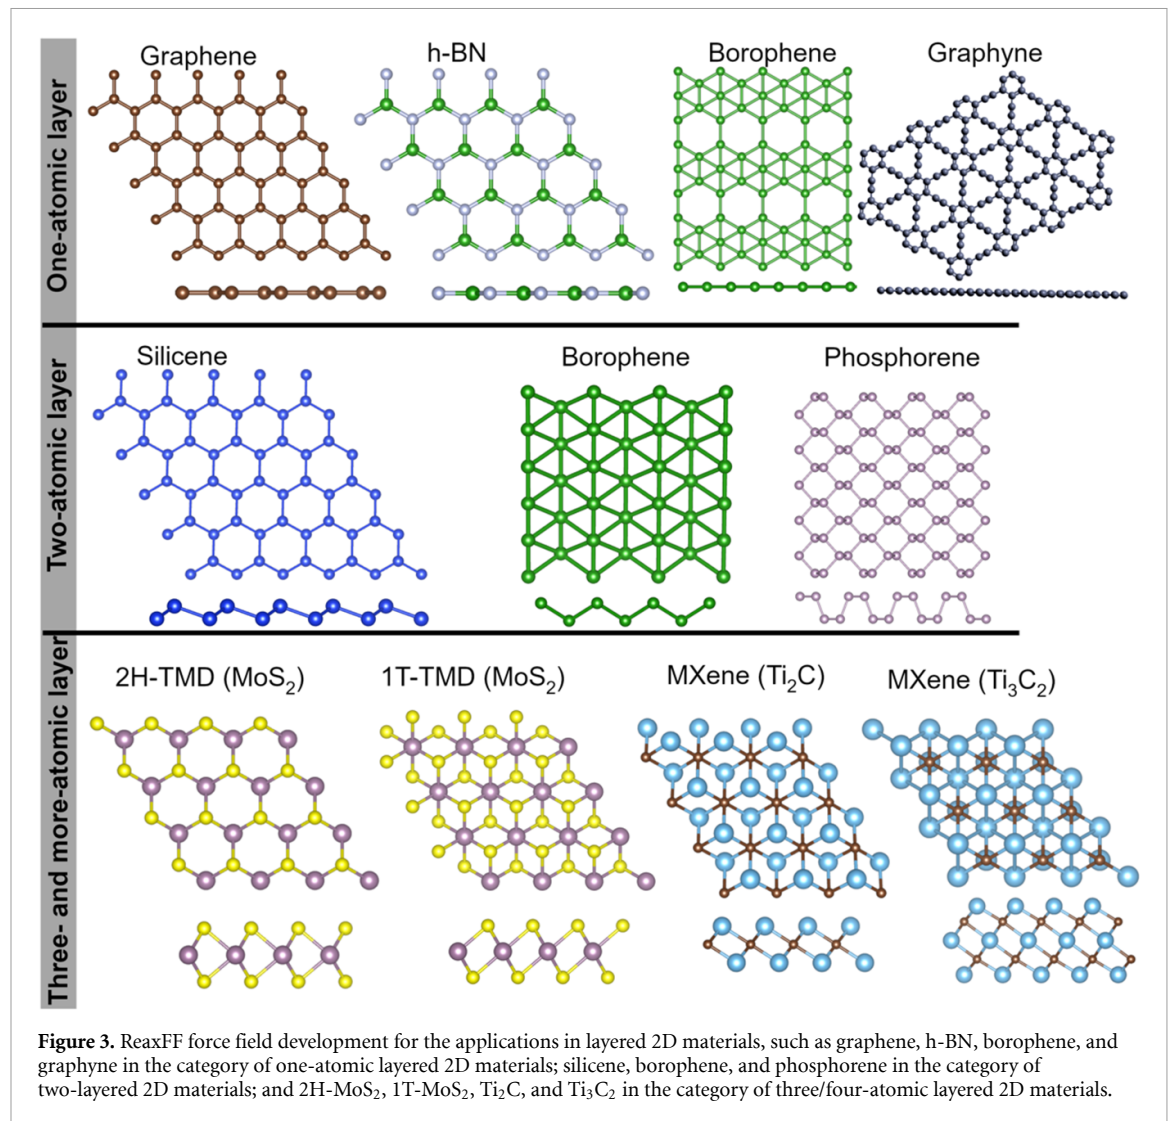 One-atomic layer
Graphene
h-BN
Borophene
Graphyne
Two-atomic layer
Silicene
Borophene
Phosphorene
Three- and more-atomic layer
2H-TMD (MoS₂)
1T-TMD (MoS₂)
MXene (Ti₂C)
MXene (Ti₃C₂)
Figure 3. ReaxFF force field development for the applications in layered 2D materials, such as graphene, h-BN, borophene, and
graphyne in the category of one-atomic layered 2D materials; silicene, borophene, and phosphorene in the category of
two-layered 2D materials; and 2H-MoS₂, 1T-MoS₂, Ti₂C, and Ti₃C₂ in the category of three/four-atomic layered 2D materials.